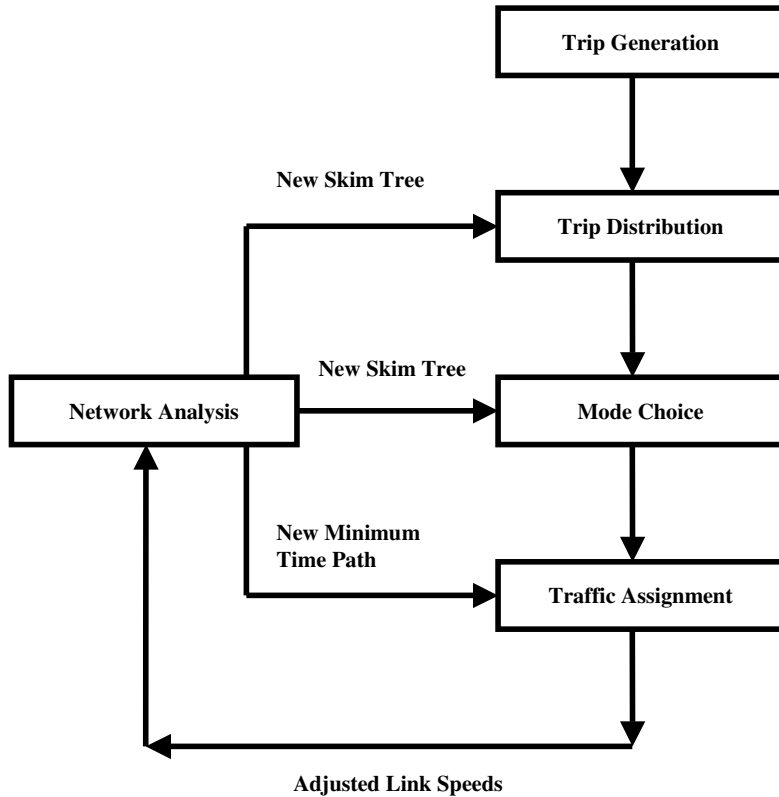 Trip Generation
New Skim Tree
Trip Distribution
New Skim Tree
Network Analysis
Mode Choice
New Minimum
Time Path
Traffic Assignment
Adjusted Link Speeds